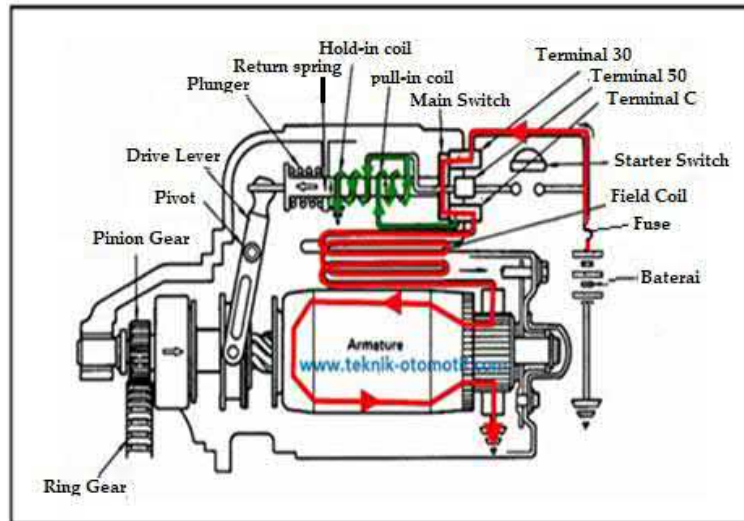 Hold-in coil
Return spring
Plunger
pull-in coil
Main Switch
Terminal 30
Terminal 50
Terminal C
Drive Lever
Starter Switch
Pivot
Field Coil
Pinion Gear
Fuse
Baterai
Armature
www.teknik-otomotif.com
Ring Gear